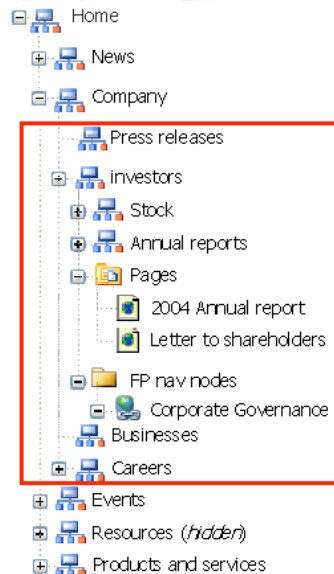 Home
News
Company
Press releases
investors
Stock
Annual reports
Pages
2004 Annual report
Letter to shareholders
FP nav nodes
Corporate Governance
Businesses
Careers
Events
Resources (hidden)
Products and services